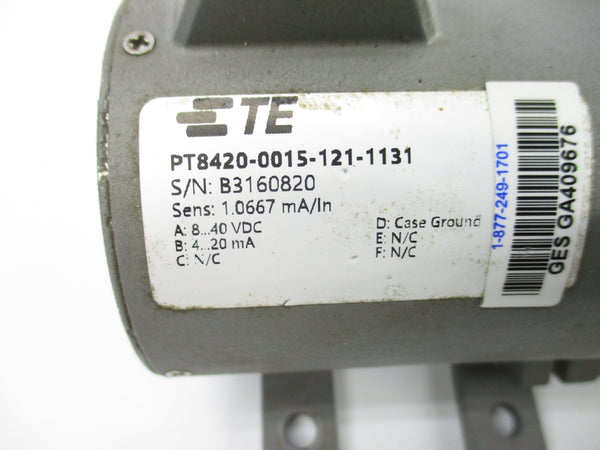 TE
PT8420-0015-121-1131
S/N: B3160820
Sens: 1.0667 mA/In
A: 8...40 VDC
B: 4...20 mA
C: N/C
D: Case Ground
E: N/C
F: N/C
1-877-249-1701
GES GA409676